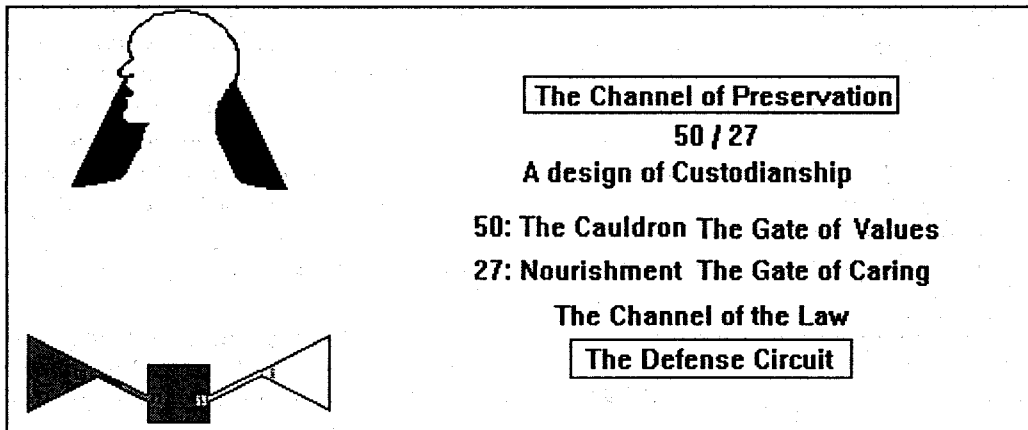 The Channel of Preservation
50 / 27
A design of Custodianship
50: The Cauldron The Gate of Values
27: Nourishment The Gate of Caring
The Channel of the Law
The Defense Circuit